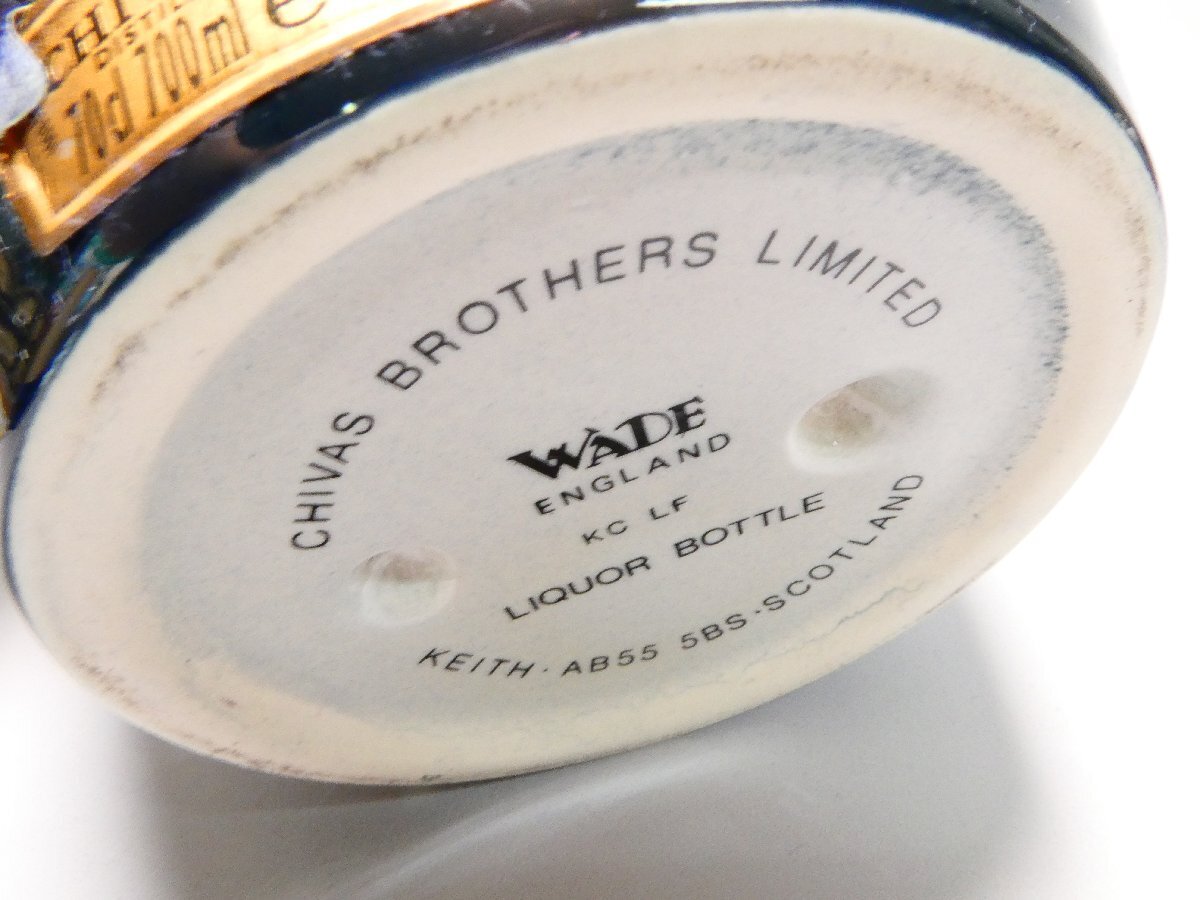 70cl 700ml e
CHIVAS BROTHERS LIMITED
WADE
ENGLAND
KC LF
LIQUOR BOTTLE
KEITH · AB55 5BS · SCOTLAND